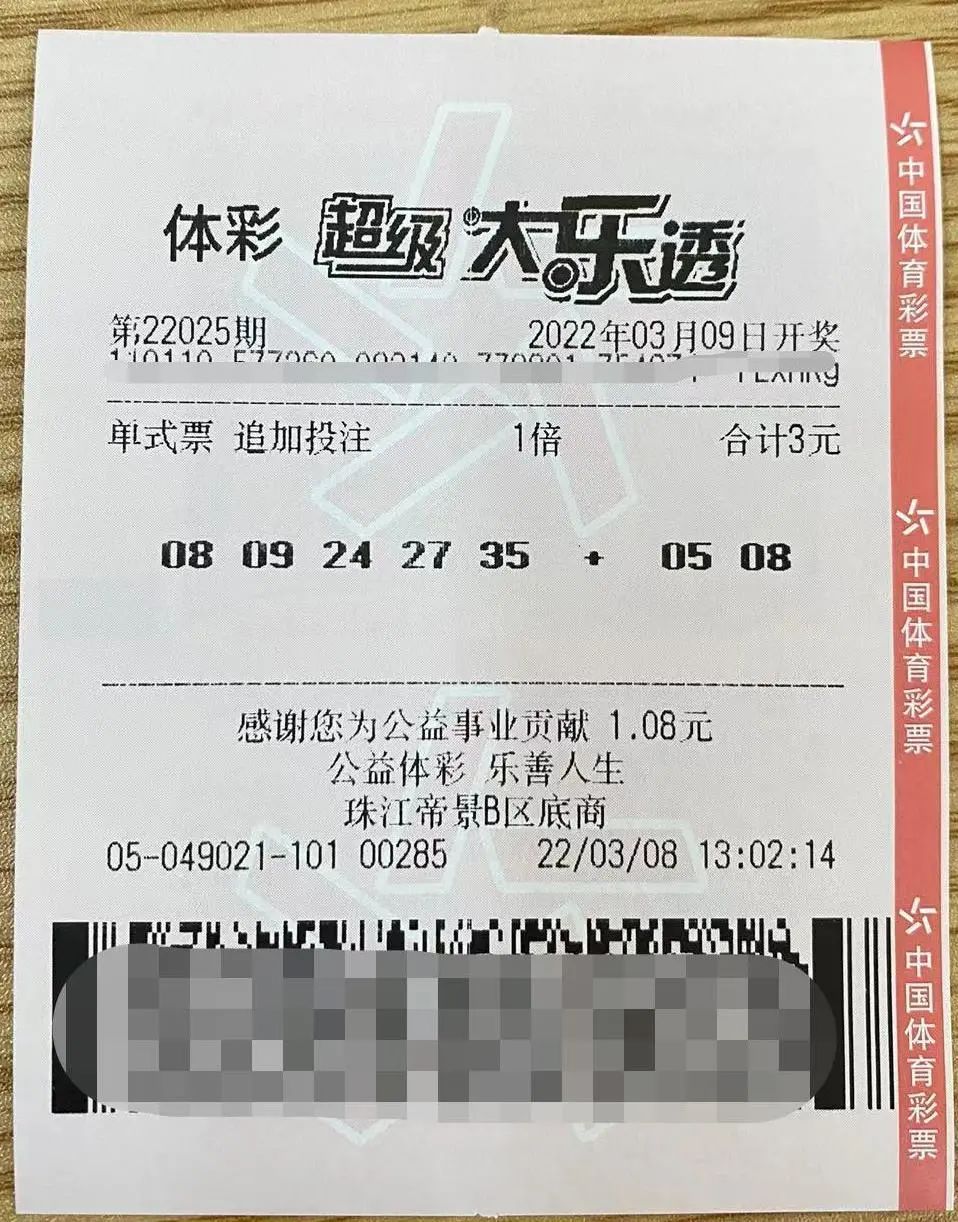 体彩 超级大乐透
第22025期 2022年03月09日开奖
单式票 追加投注 1倍 合计3元
08 09 24 27 35 + 05 08
感谢您为公益事业贡献 1.08元
公益体彩 乐善人生
珠江帝景B区底商
05-049021-101 00285 22/03/08 13:02:14
中国体育彩票
中国体育彩票
中国体育彩票